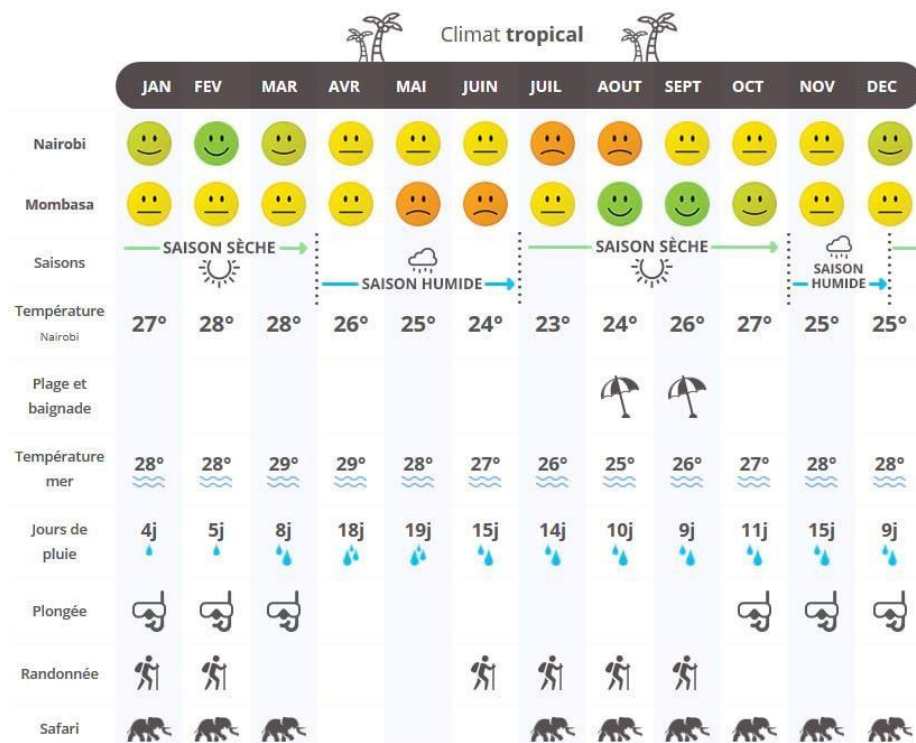 Climat tropical
JAN FEV MAR AVR MAI JUIN JUIL AOUT SEPT OCT NOV DEC
Nairobi
Mombasa
Saisons
SAISON SÈCHE
SAISON HUMIDE
SAISON SÈCHE
SAISON
HUMIDE
Température
Nairobi
27° 28° 28° 26° 25° 24° 23° 24° 26° 27° 25° 25°
Plage et
baignade
Température
mer
28° 28° 29° 29° 28° 27° 26° 25° 26° 27° 28° 28°
Jours de
pluie
4j 5j 8j 18j 19j 15j 14j 10j 9j 11j 15j 9j
Plongée
Randonnée
Safari